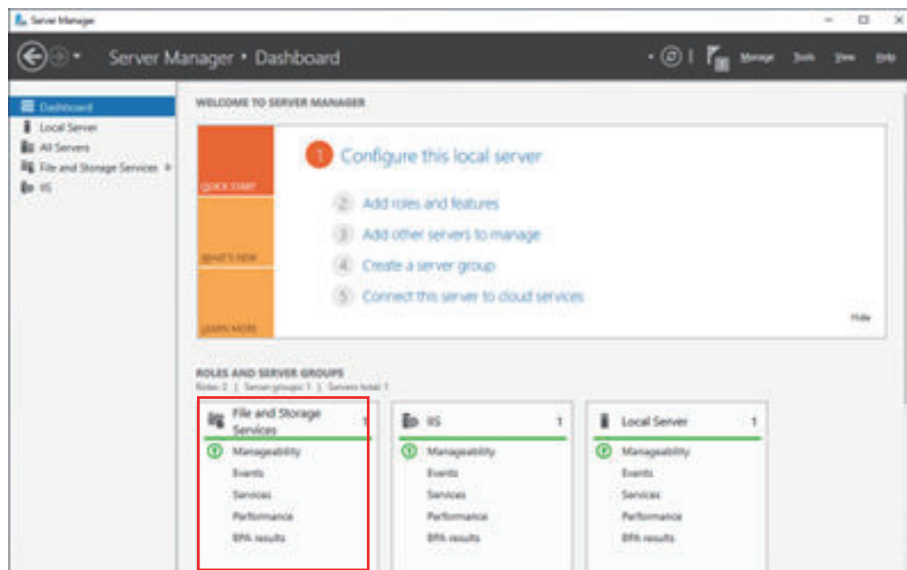 Server Manager
Server Manager • Dashboard
Manage Tools View Help
Dashboard
Local Server
All Servers
File and Storage Services
IIS
WELCOME TO SERVER MANAGER
QUICK START
WHAT'S NEW
LEARN MORE
1 Configure this local server
2 Add roles and features
3 Add other servers to manage
4 Create a server group
5 Connect this server to cloud services
Hide
ROLES AND SERVER GROUPS
Roles: 2 | Server groups: 1 | Servers total: 1
File and Storage
Services 1
Manageability
Events
Services
Performance
BPA results
IIS 1
Manageability
Events
Services
Performance
BPA results
Local Server 1
Manageability
Events
Services
Performance
BPA results